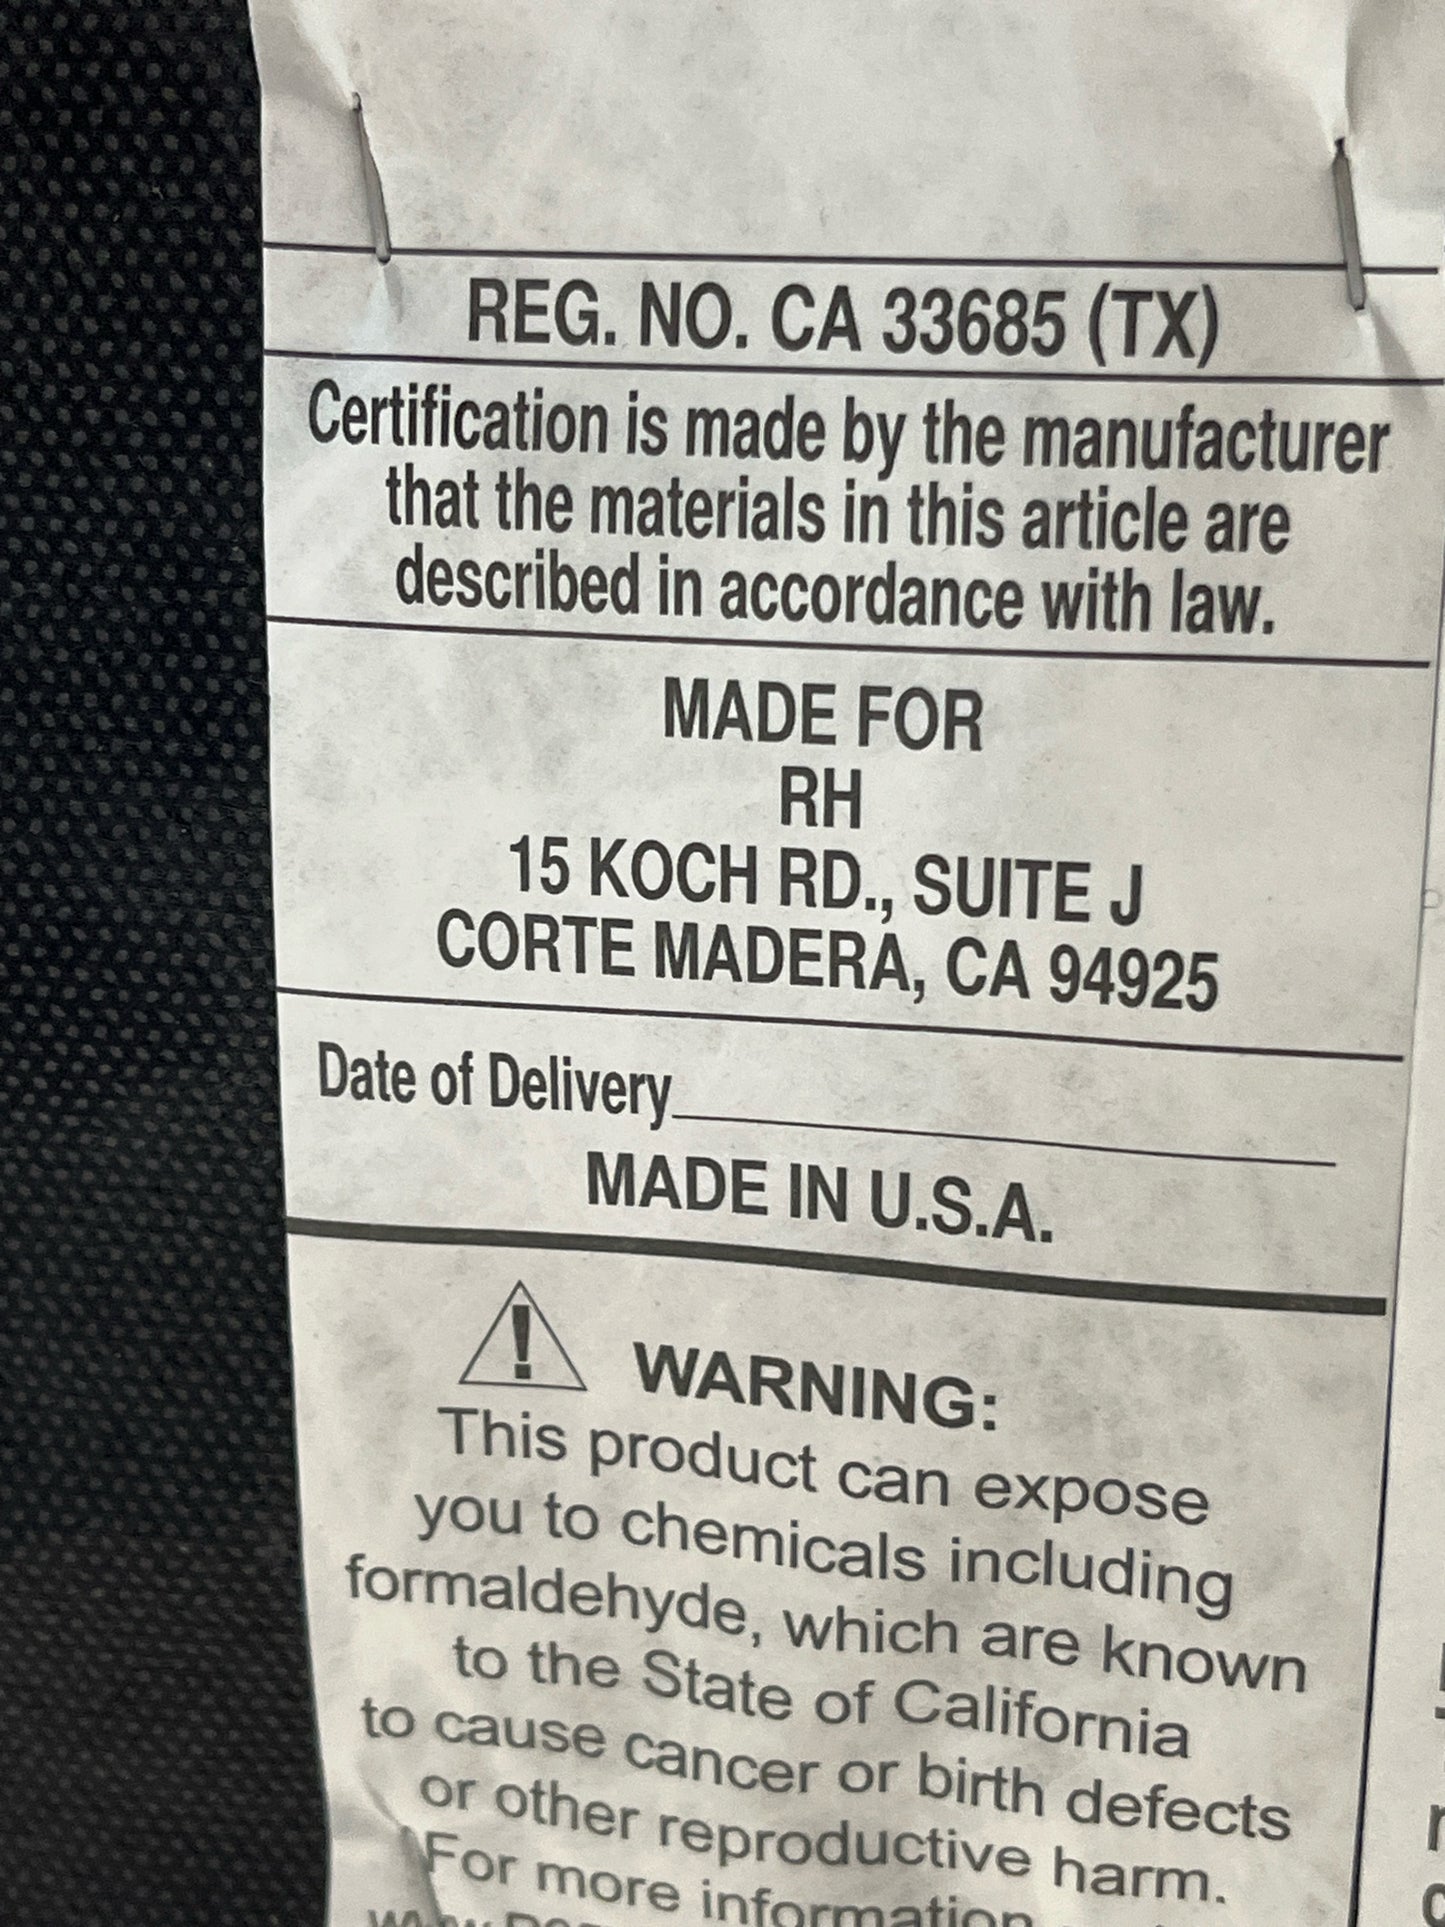 REG. NO. CA 33685 (TX)
Certification is made by the manufacturer
that the materials in this article are
described in accordance with law.
MADE FOR
RH
15 KOCH RD., SUITE J
CORTE MADERA, CA 94925
Date of Delivery
MADE IN U.S.A.
WARNING:
This product can expose
you to chemicals including
formaldehyde, which are known
to the State of California
to cause cancer or birth defects
or other reproductive harm.
For more information